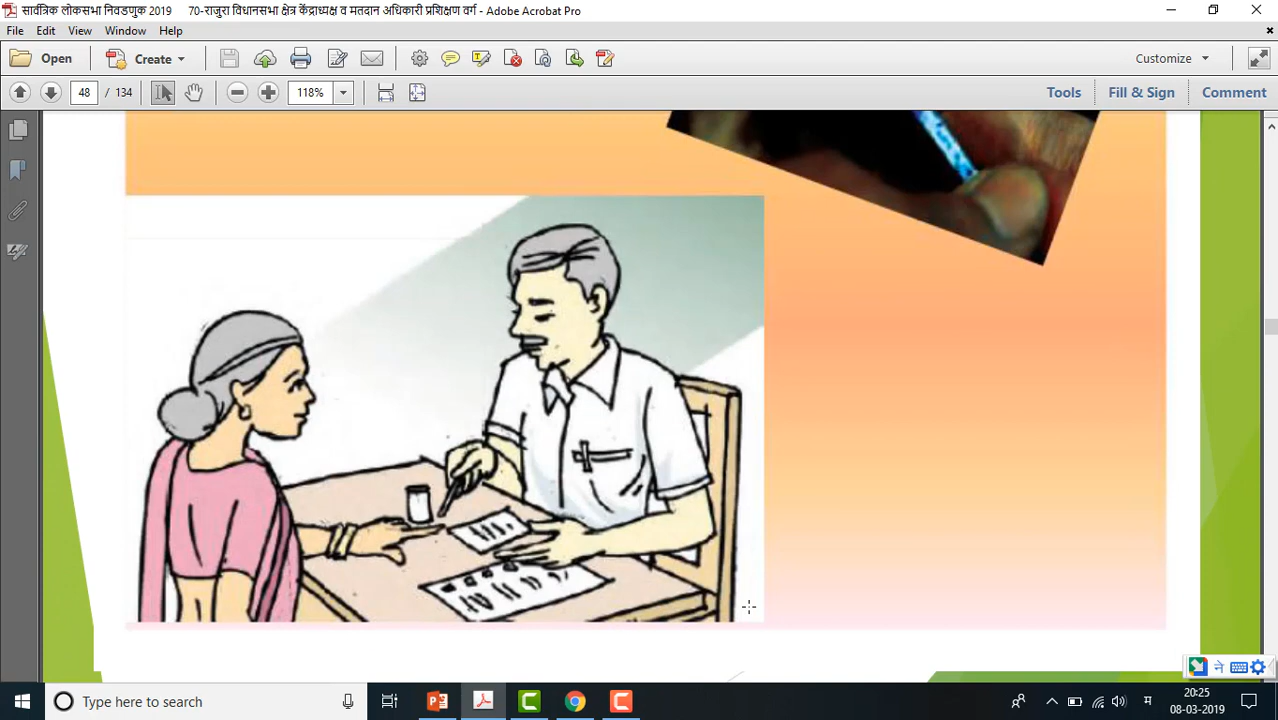 सार्वत्रिक लोकसभा निवडणुक 2019 70-राजुरा विधानसभा क्षेत्र केंद्राध्यक्ष व मतदान अधिकारी प्रशिक्षण वर्ग - Adobe Acrobat Pro
File Edit View Window Help
Open Create Customize
48 / 134 118% Tools Fill & Sign Comment
ने
Type here to search म 20:25
08-03-2019